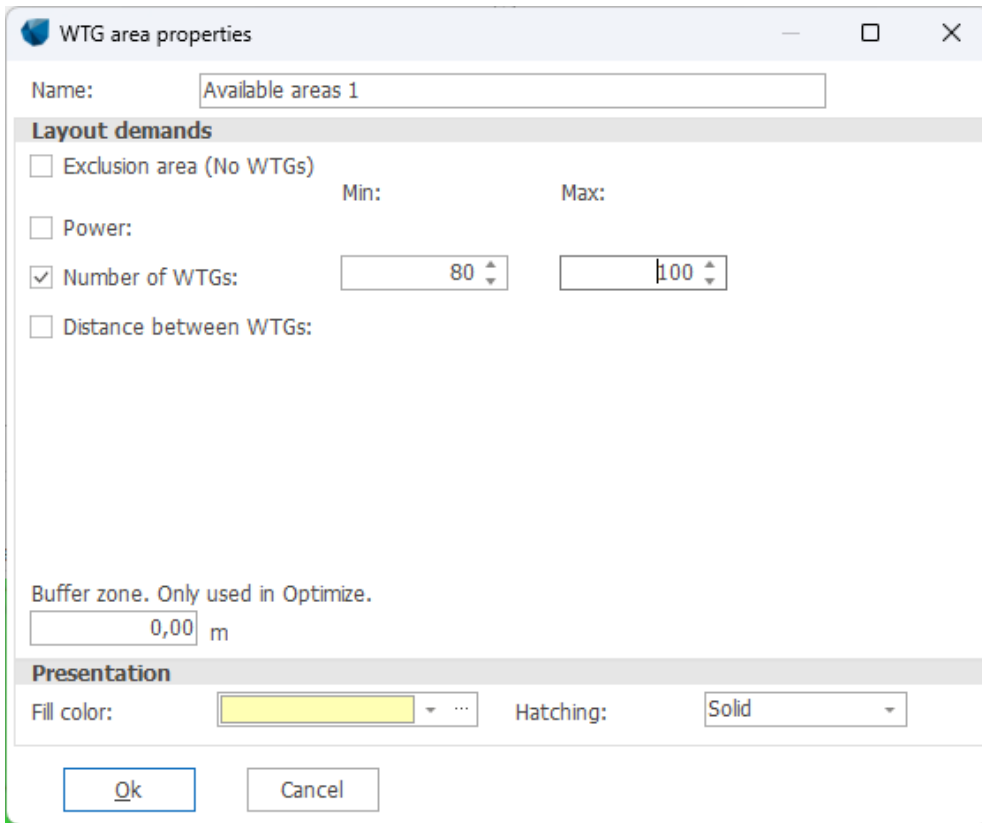 WTG area properties
Name: Available areas 1
Layout demands
Exclusion area (No WTGs)
Min: Max:
Power:
Number of WTGs: 80 100
Distance between WTGs:
Buffer zone. Only used in Optimize.
0,00 m
Presentation
Fill color: ... Hatching: Solid
Ok Cancel